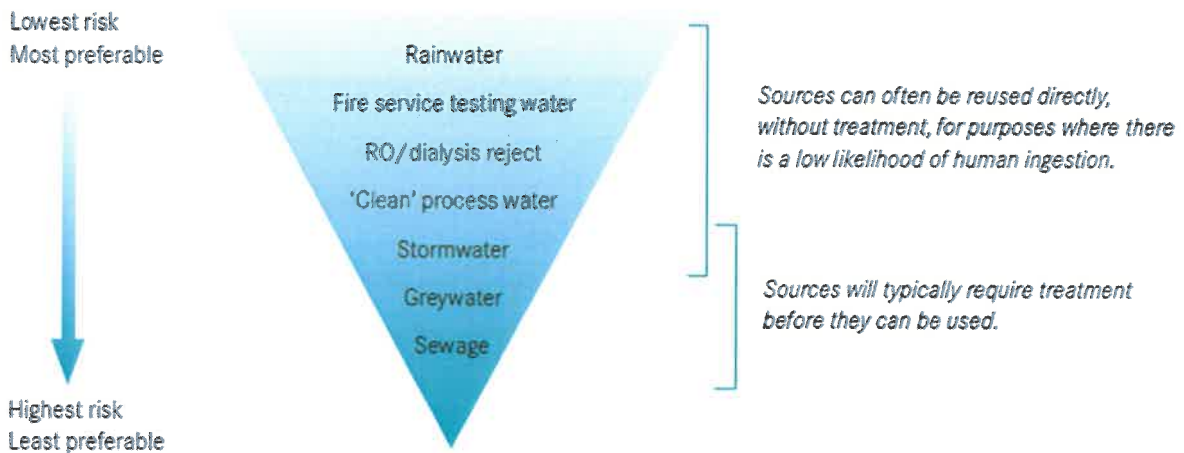 Lowest risk
Most preferable
Rainwater
Fire service testing water
RO/dialysis reject
'Clean' process water
Stormwater
Greywater
Sewage
Sources can often be reused directly,
without treatment, for purposes where there
is a low likelihood of human ingestion.
Sources will typically require treatment
before they can be used.
Highest risk
Least preferable